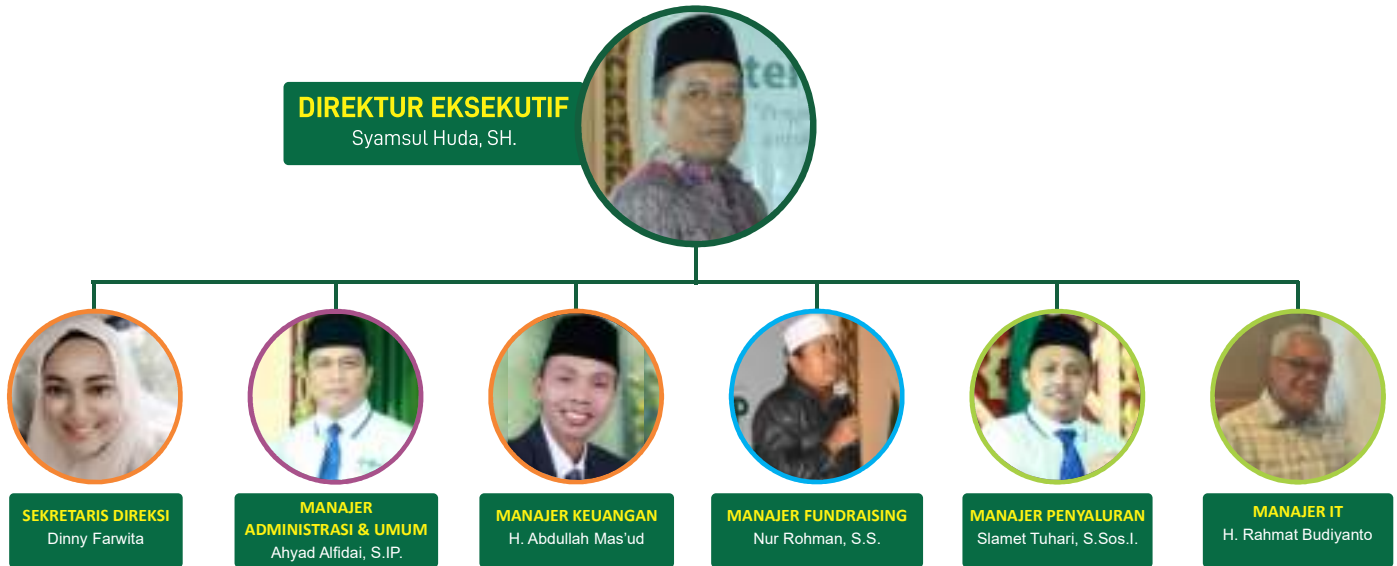 DIREKTUR EKSEKUTIF
Syamsul Huda, SH.
SEKRETARIS DIREKSI
Dinny Farwita
MANAJER
ADMINISTRASI & UMUM
Ahyad Alfidai, S.IP.
MANAJER KEUANGAN
H. Abdullah Mas'ud
MANAJER FUNDRAISING
Nur Rohman, S.S.
MANAJER PENYALURAN
Slamet Tuhari, S.Sos.I.
MANAJER IT
H. Rahmat Budiyanto